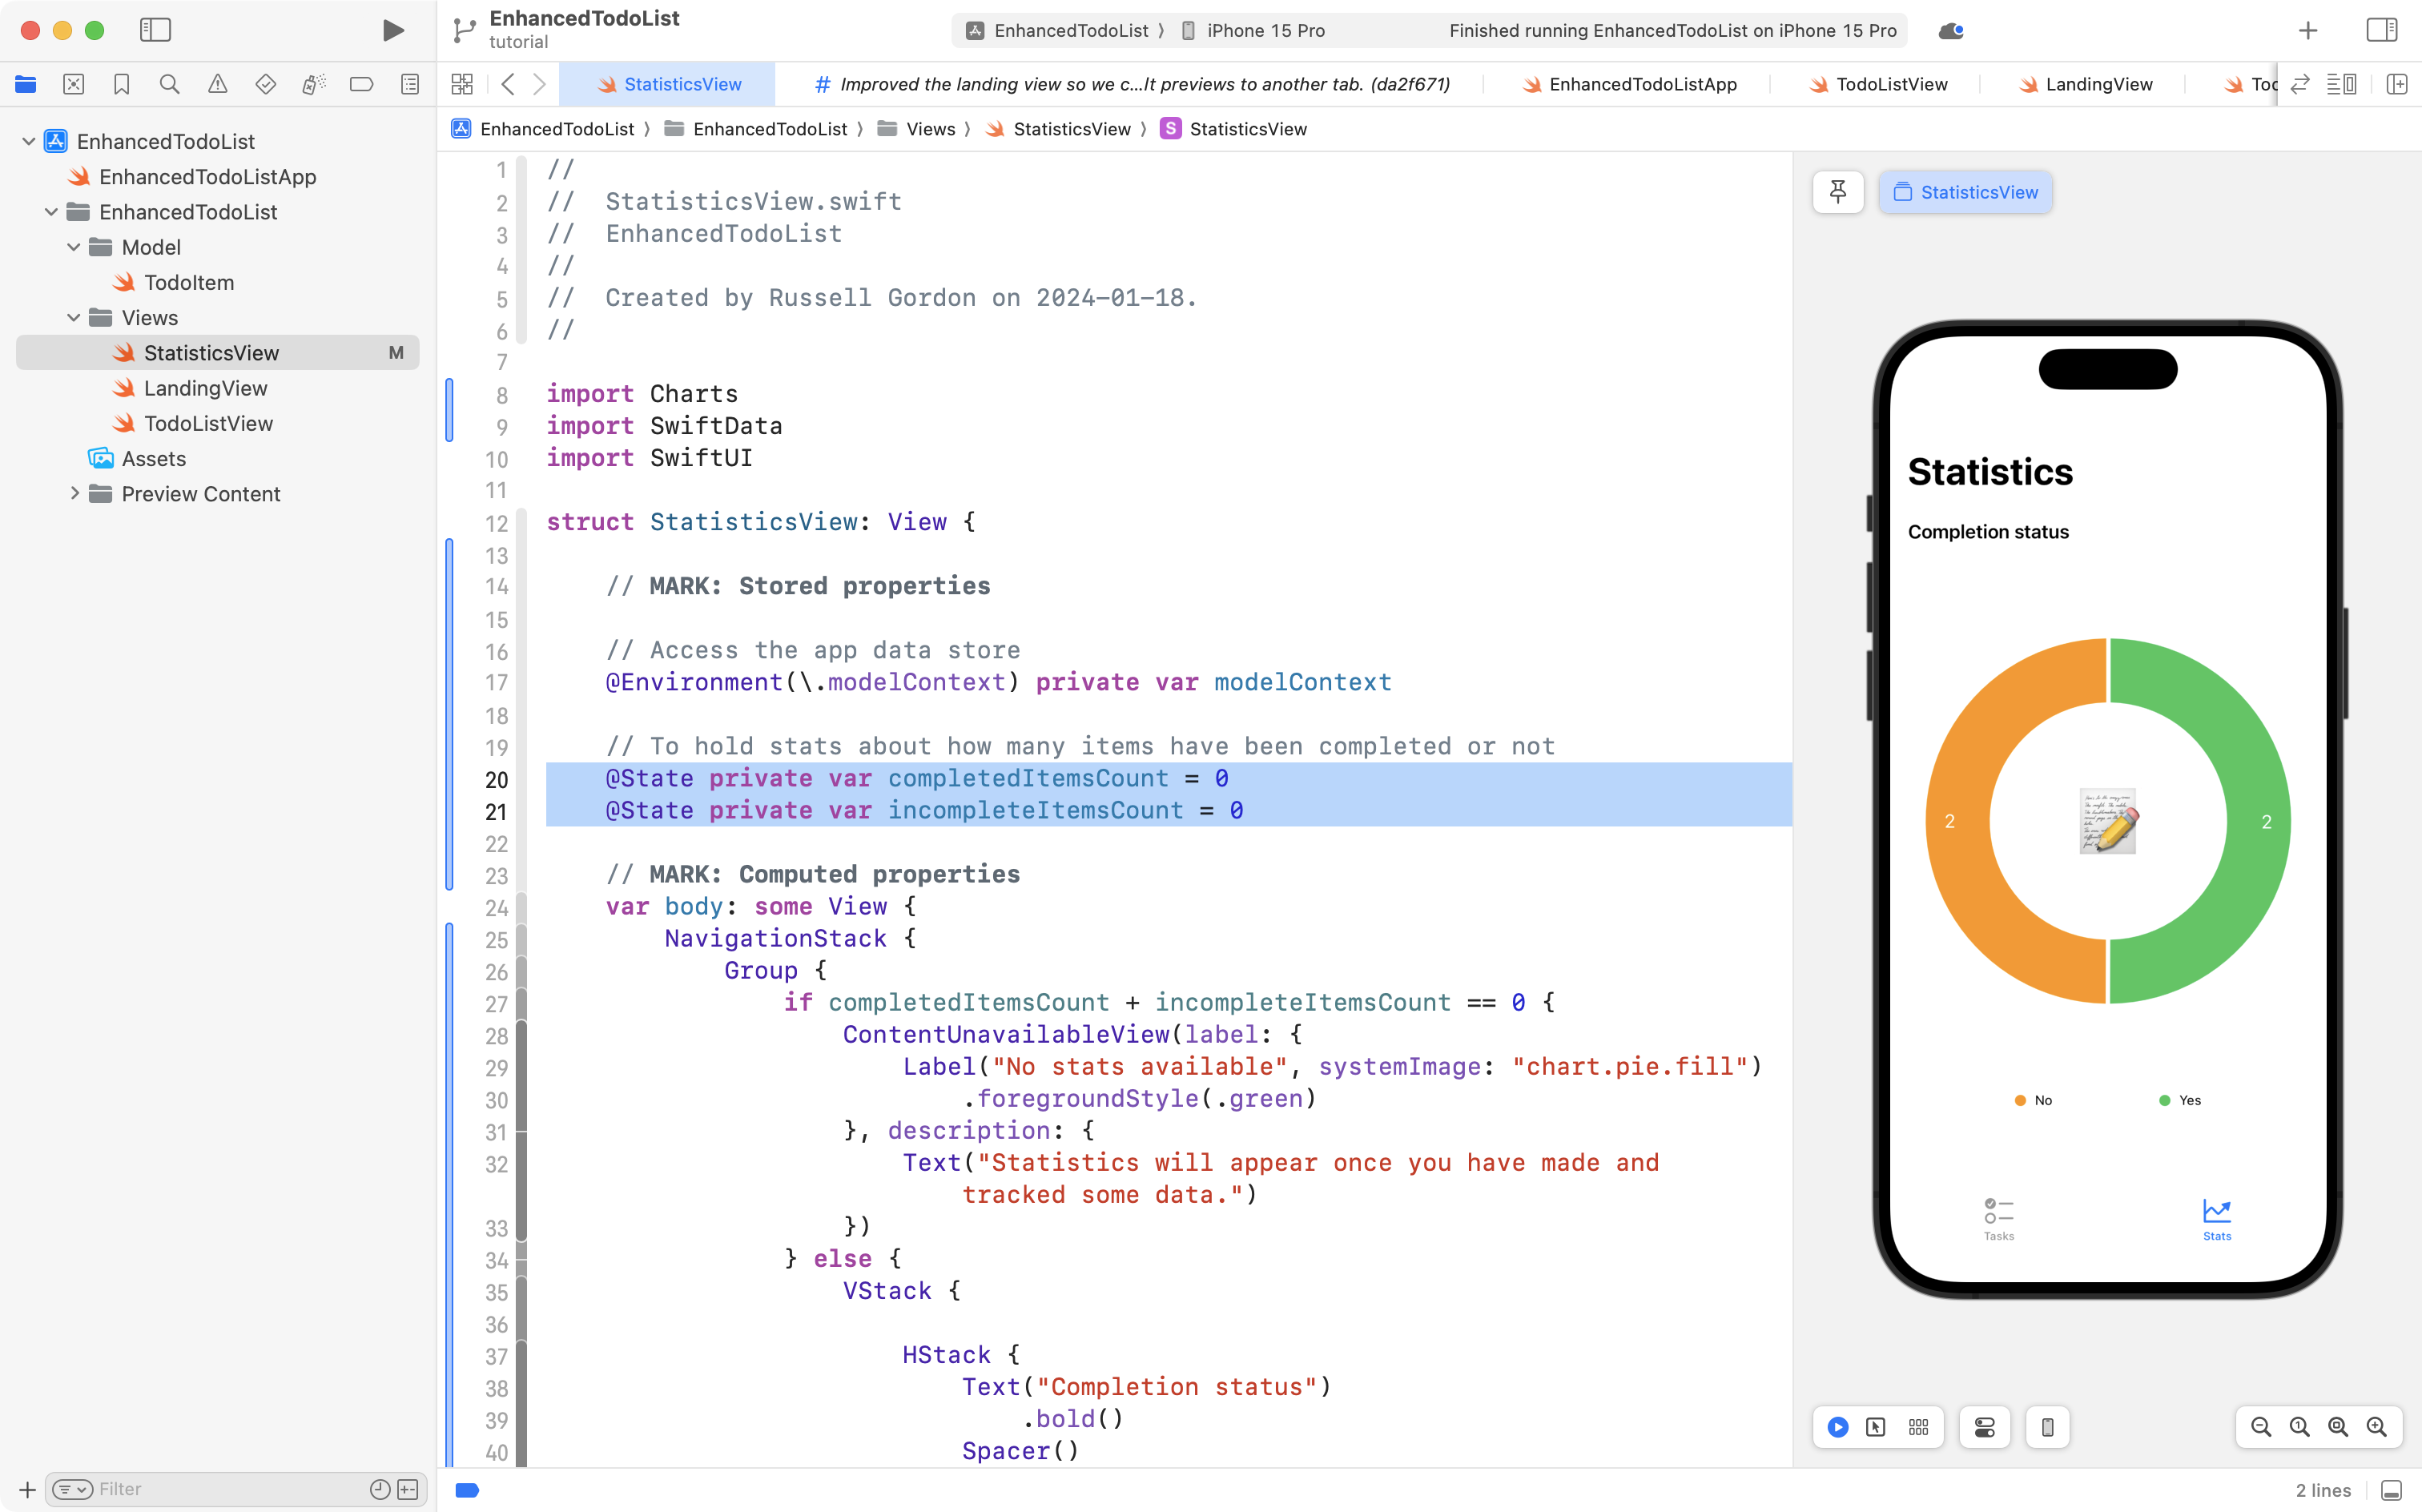 EnhancedTodoList
tutorial
EnhancedTodoList ⟩ iPhone 15 Pro
Finished running EnhancedTodoList on iPhone 15 Pro
StatisticsView
# Improved the landing view so we c...lt previews to another tab. (da2f671)
EnhancedTodoListApp
TodoListView
LandingView
EnhancedTodoList ⟩ EnhancedTodoList ⟩ Views ⟩ StatisticsView ⟩ S StatisticsView
EnhancedTodoList
EnhancedTodoListApp
EnhancedTodoList
Model
TodoItem
Views
StatisticsView M
LandingView
TodoListView
Assets
Preview Content
Filter
1 //
2 //  StatisticsView.swift
3 //  EnhancedTodoList
4 //
5 //  Created by Russell Gordon on 2024-01-18.
6 //
7
8 import Charts
9 import SwiftData
10 import SwiftUI
11
12 struct StatisticsView: View {
13
14     // MARK: Stored properties
15
16     // Access the app data store
17     @Environment(\.modelContext) private var modelContext
18
19     // To hold stats about how many items have been completed or not
20     @State private var completedItemsCount = 0
21     @State private var incompleteItemsCount = 0
22
23     // MARK: Computed properties
24     var body: some View {
25         NavigationStack {
26             Group {
27                 if completedItemsCount + incompleteItemsCount == 0 {
28                     ContentUnavailableView(label: {
29                         Label("No stats available", systemImage: "chart.pie.fill")
30                             .foregroundStyle(.green)
31                     }, description: {
32                         Text("Statistics will appear once you have made and
tracked some data.")
33                     })
34                 } else {
35                     VStack {
36
37                         HStack {
38                             Text("Completion status")
39                                 .bold()
40                             Spacer()
StatisticsView
Statistics
Completion status
2
2
No
Yes
Tasks
Stats
2 lines